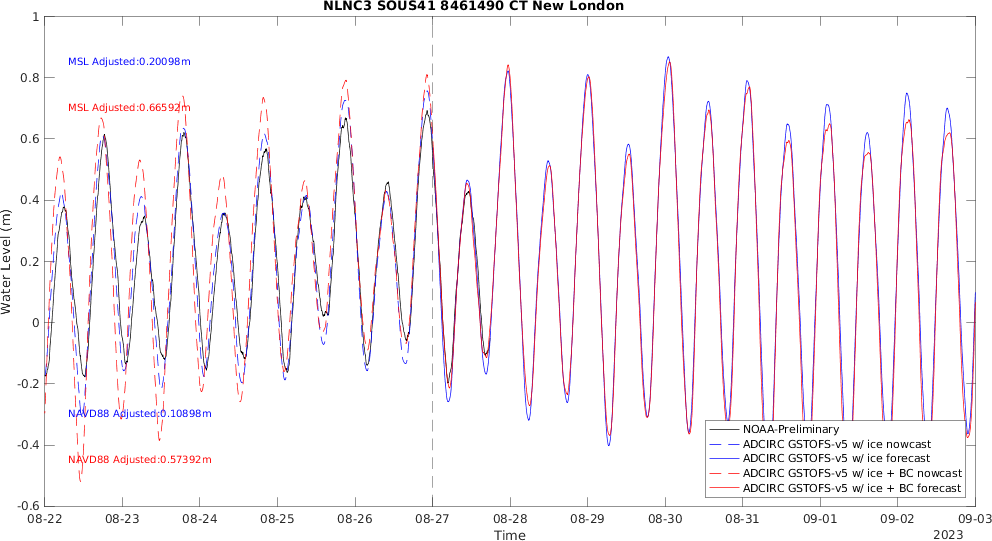 NLNC3 SOUS41 8461490 CT New London
1
0.8
0.6
0.4
0.2
0
-0.2
-0.4
-0.6
Water Level (m)
MSL Adjusted:0.20098m
MSL Adjusted:0.66592m
NAVD88 Adjusted:0.10898m
NAVD88 Adjusted:0.57392m
NOAA-Preliminary
ADCIRC GSTOFS-v5 w/ ice nowcast
ADCIRC GSTOFS-v5 w/ ice forecast
ADCIRC GSTOFS-v5 w/ ice + BC nowcast
ADCIRC GSTOFS-v5 w/ ice + BC forecast
08-22 08-23 08-24 08-25 08-26 08-27 08-28 08-29 08-30 08-31 09-01 09-02 09-03
Time
2023